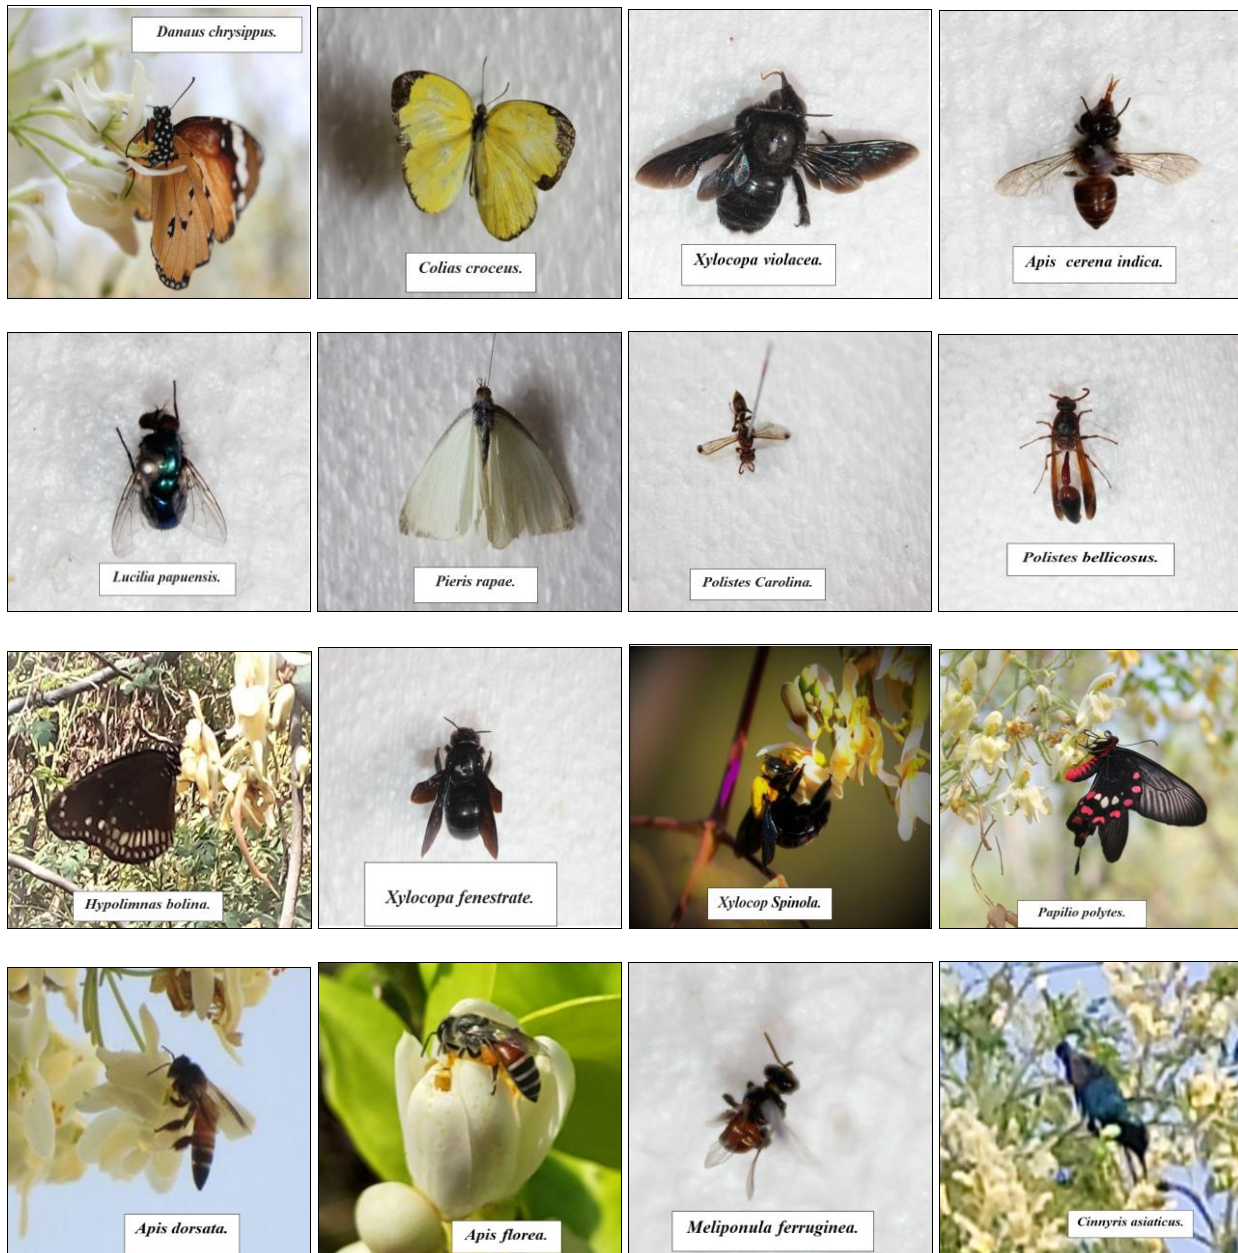 Danaus chrysippus.
Colias croceus.
Xylocopa violacea.
Apis cerena indica.
Lucilia papuensis.
Pieris rapae.
Polistes Carolina.
Polistes bellicosus.
Hypolimnas bolina.
Xylocopa fenestrate.
Xylocop Spinola.
Papilio polytes.
Apis dorsata.
Apis florea.
Meliponula ferruginea.
Cinnyris asiaticus.